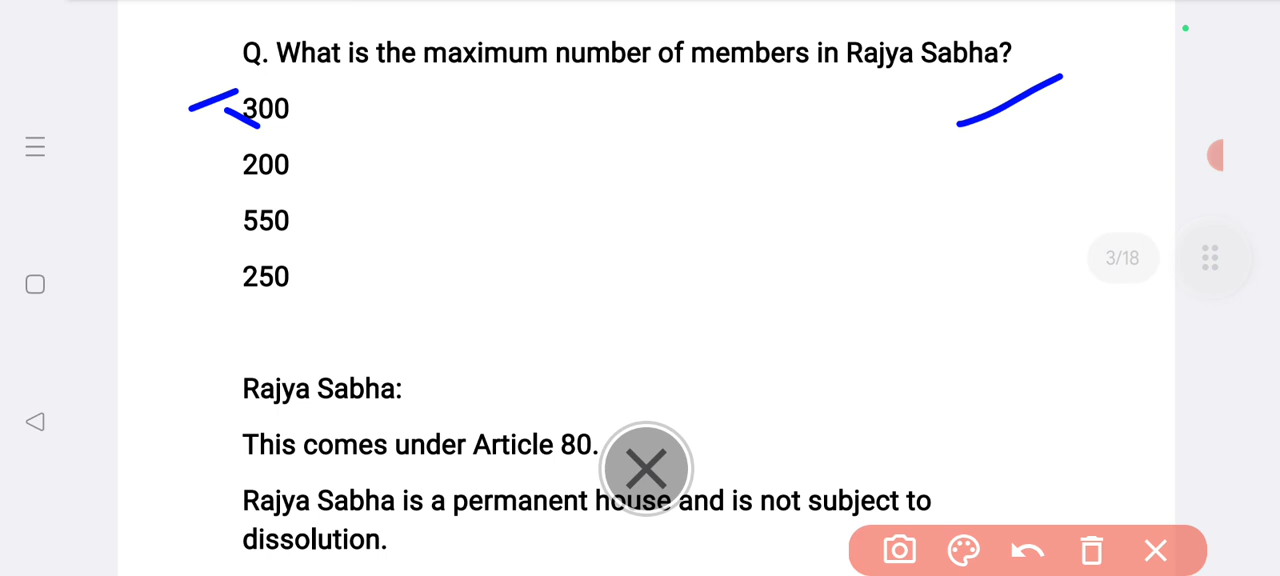 Q. What is the maximum number of members in Rajya Sabha?
300
200
550
250
3/18
Rajya Sabha:
This comes under Article 80.
Rajya Sabha is a permanent house and is not subject to
dissolution.